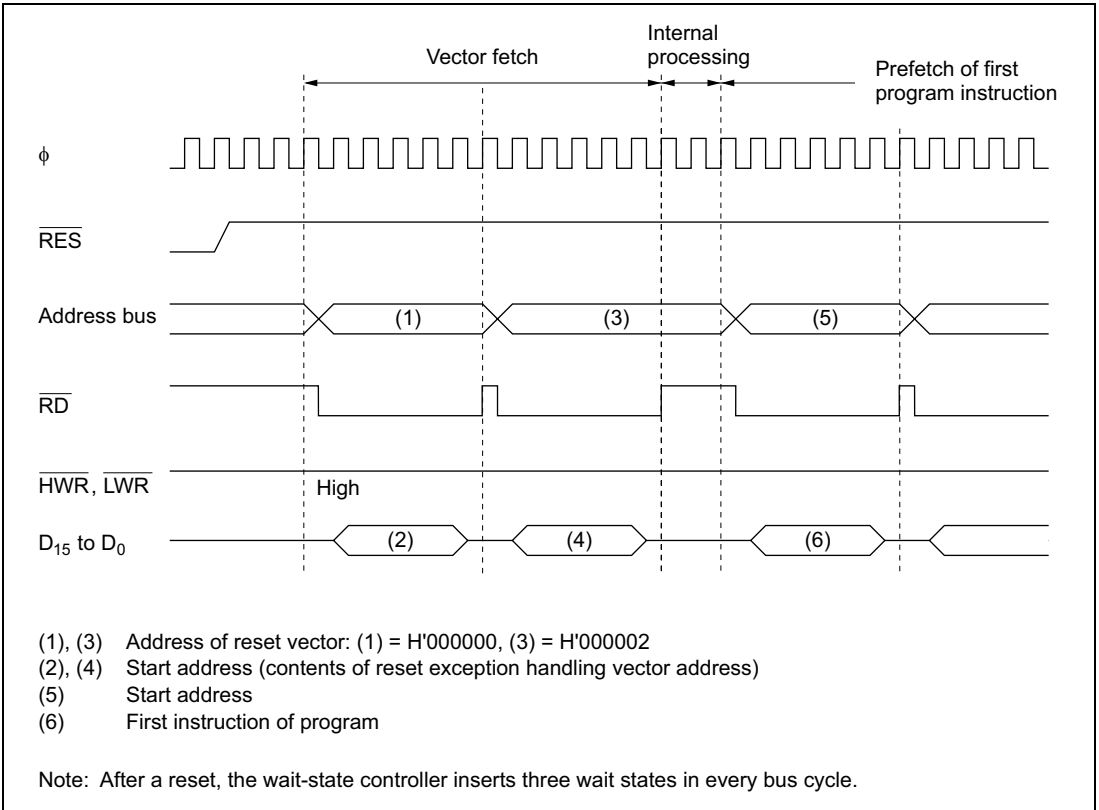 Internal
processing
Vector fetch
Prefetch of first
program instruction
ϕ
RES
Address bus
(1)
(3)
(5)
RD
HWR, LWR
High
D15 to D0
(2)
(4)
(6)
(1), (3) Address of reset vector: (1) = H'000000, (3) = H'000002
(2), (4) Start address (contents of reset exception handling vector address)
(5) Start address
(6) First instruction of program
Note: After a reset, the wait-state controller inserts three wait states in every bus cycle.